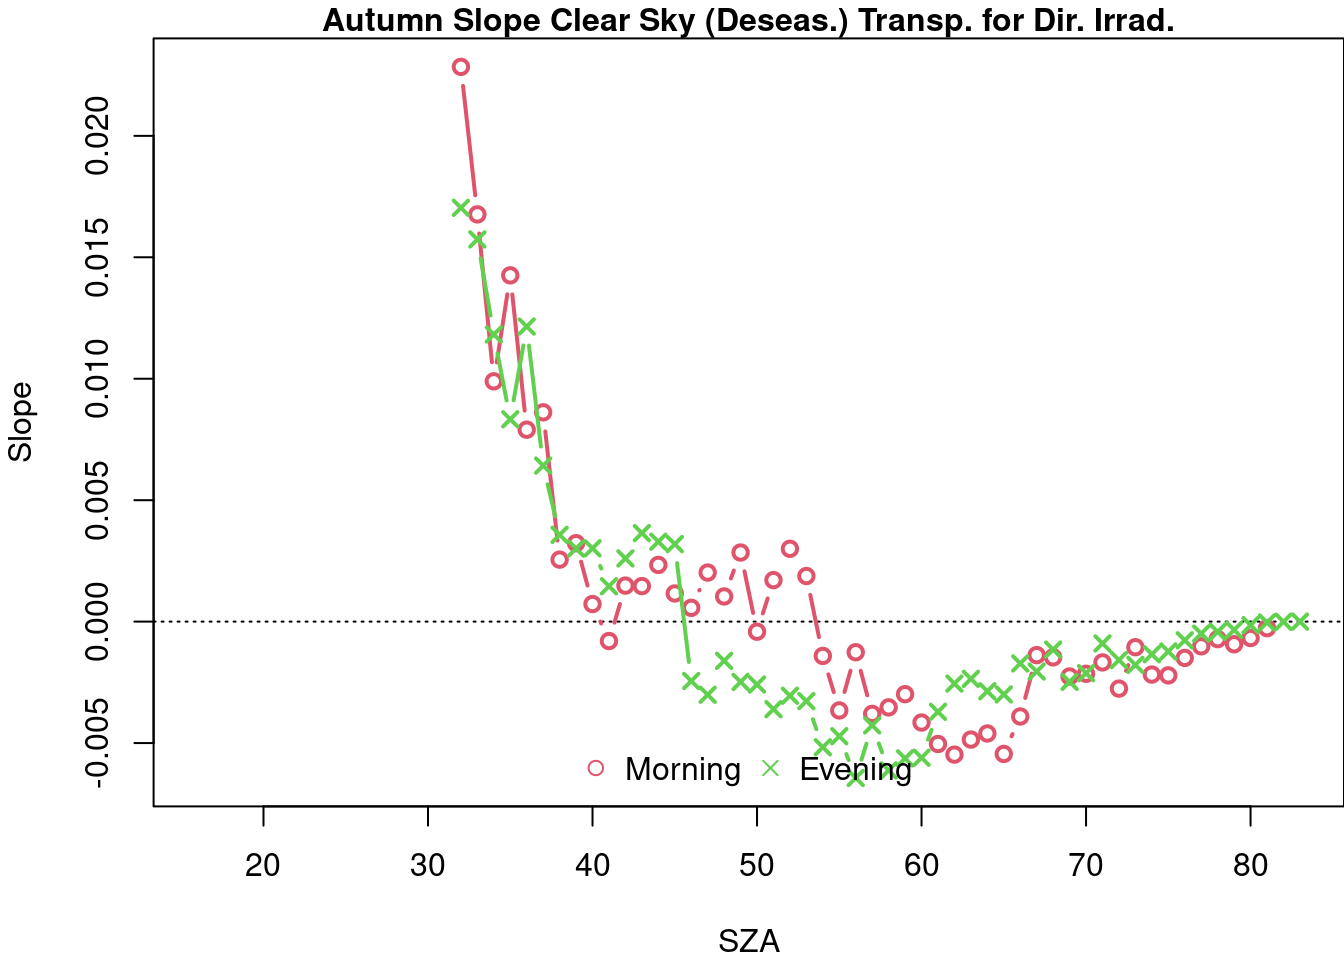 Autumn Slope Clear Sky (Deseas.) Transp. for Dir. Irrad.
Slope
0.020
0.015
0.010
0.005
0.000
-0.005
Morning Evening
20 30 40 50 60 70 80
SZA